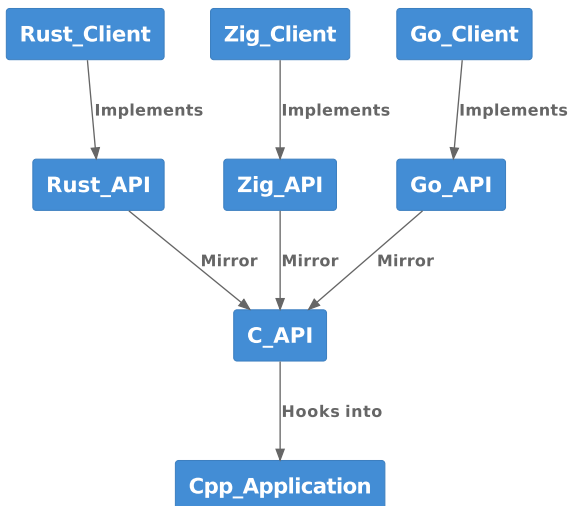 Rust_Client
Zig_Client
Go_Client
Implements
Implements
Implements
Rust_API
Zig_API
Go_API
Mirror
Mirror
Mirror
C_API
Hooks into
Cpp_Application